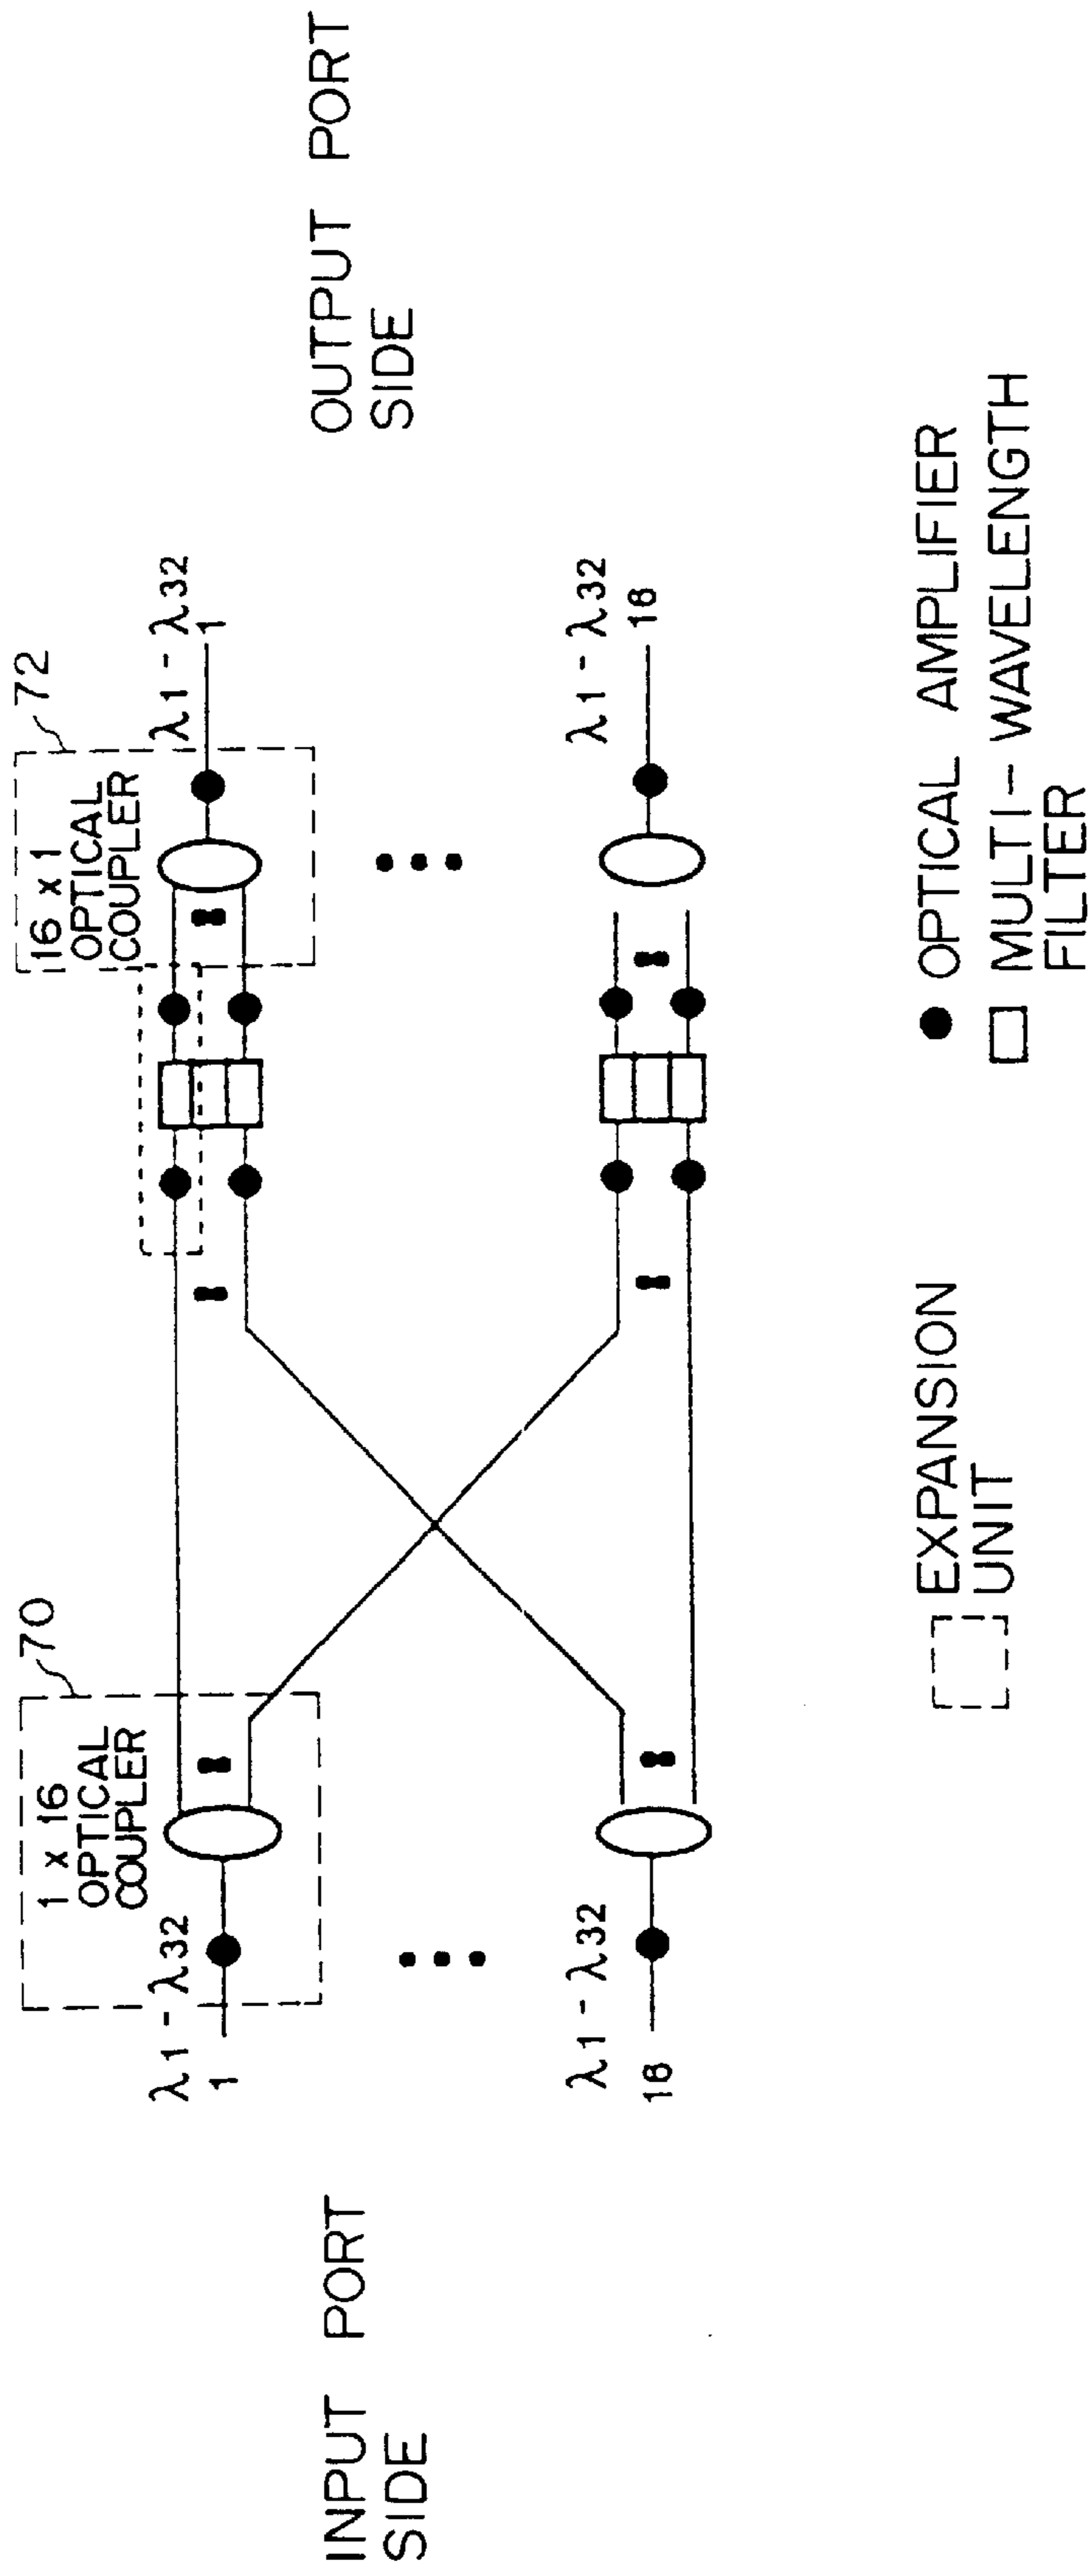 INPUT PORT
SIDE
OUTPUT PORT
SIDE
1 x 16
OPTICAL
COUPLER
70
λ1 - λ32
1
λ1 - λ32
16
16 x 1
OPTICAL
COUPLER
72
λ1 - λ32
1
λ1 - λ32
16
EXPANSION
UNIT
OPTICAL AMPLIFIER
MULTI - WAVELENGTH
FILTER